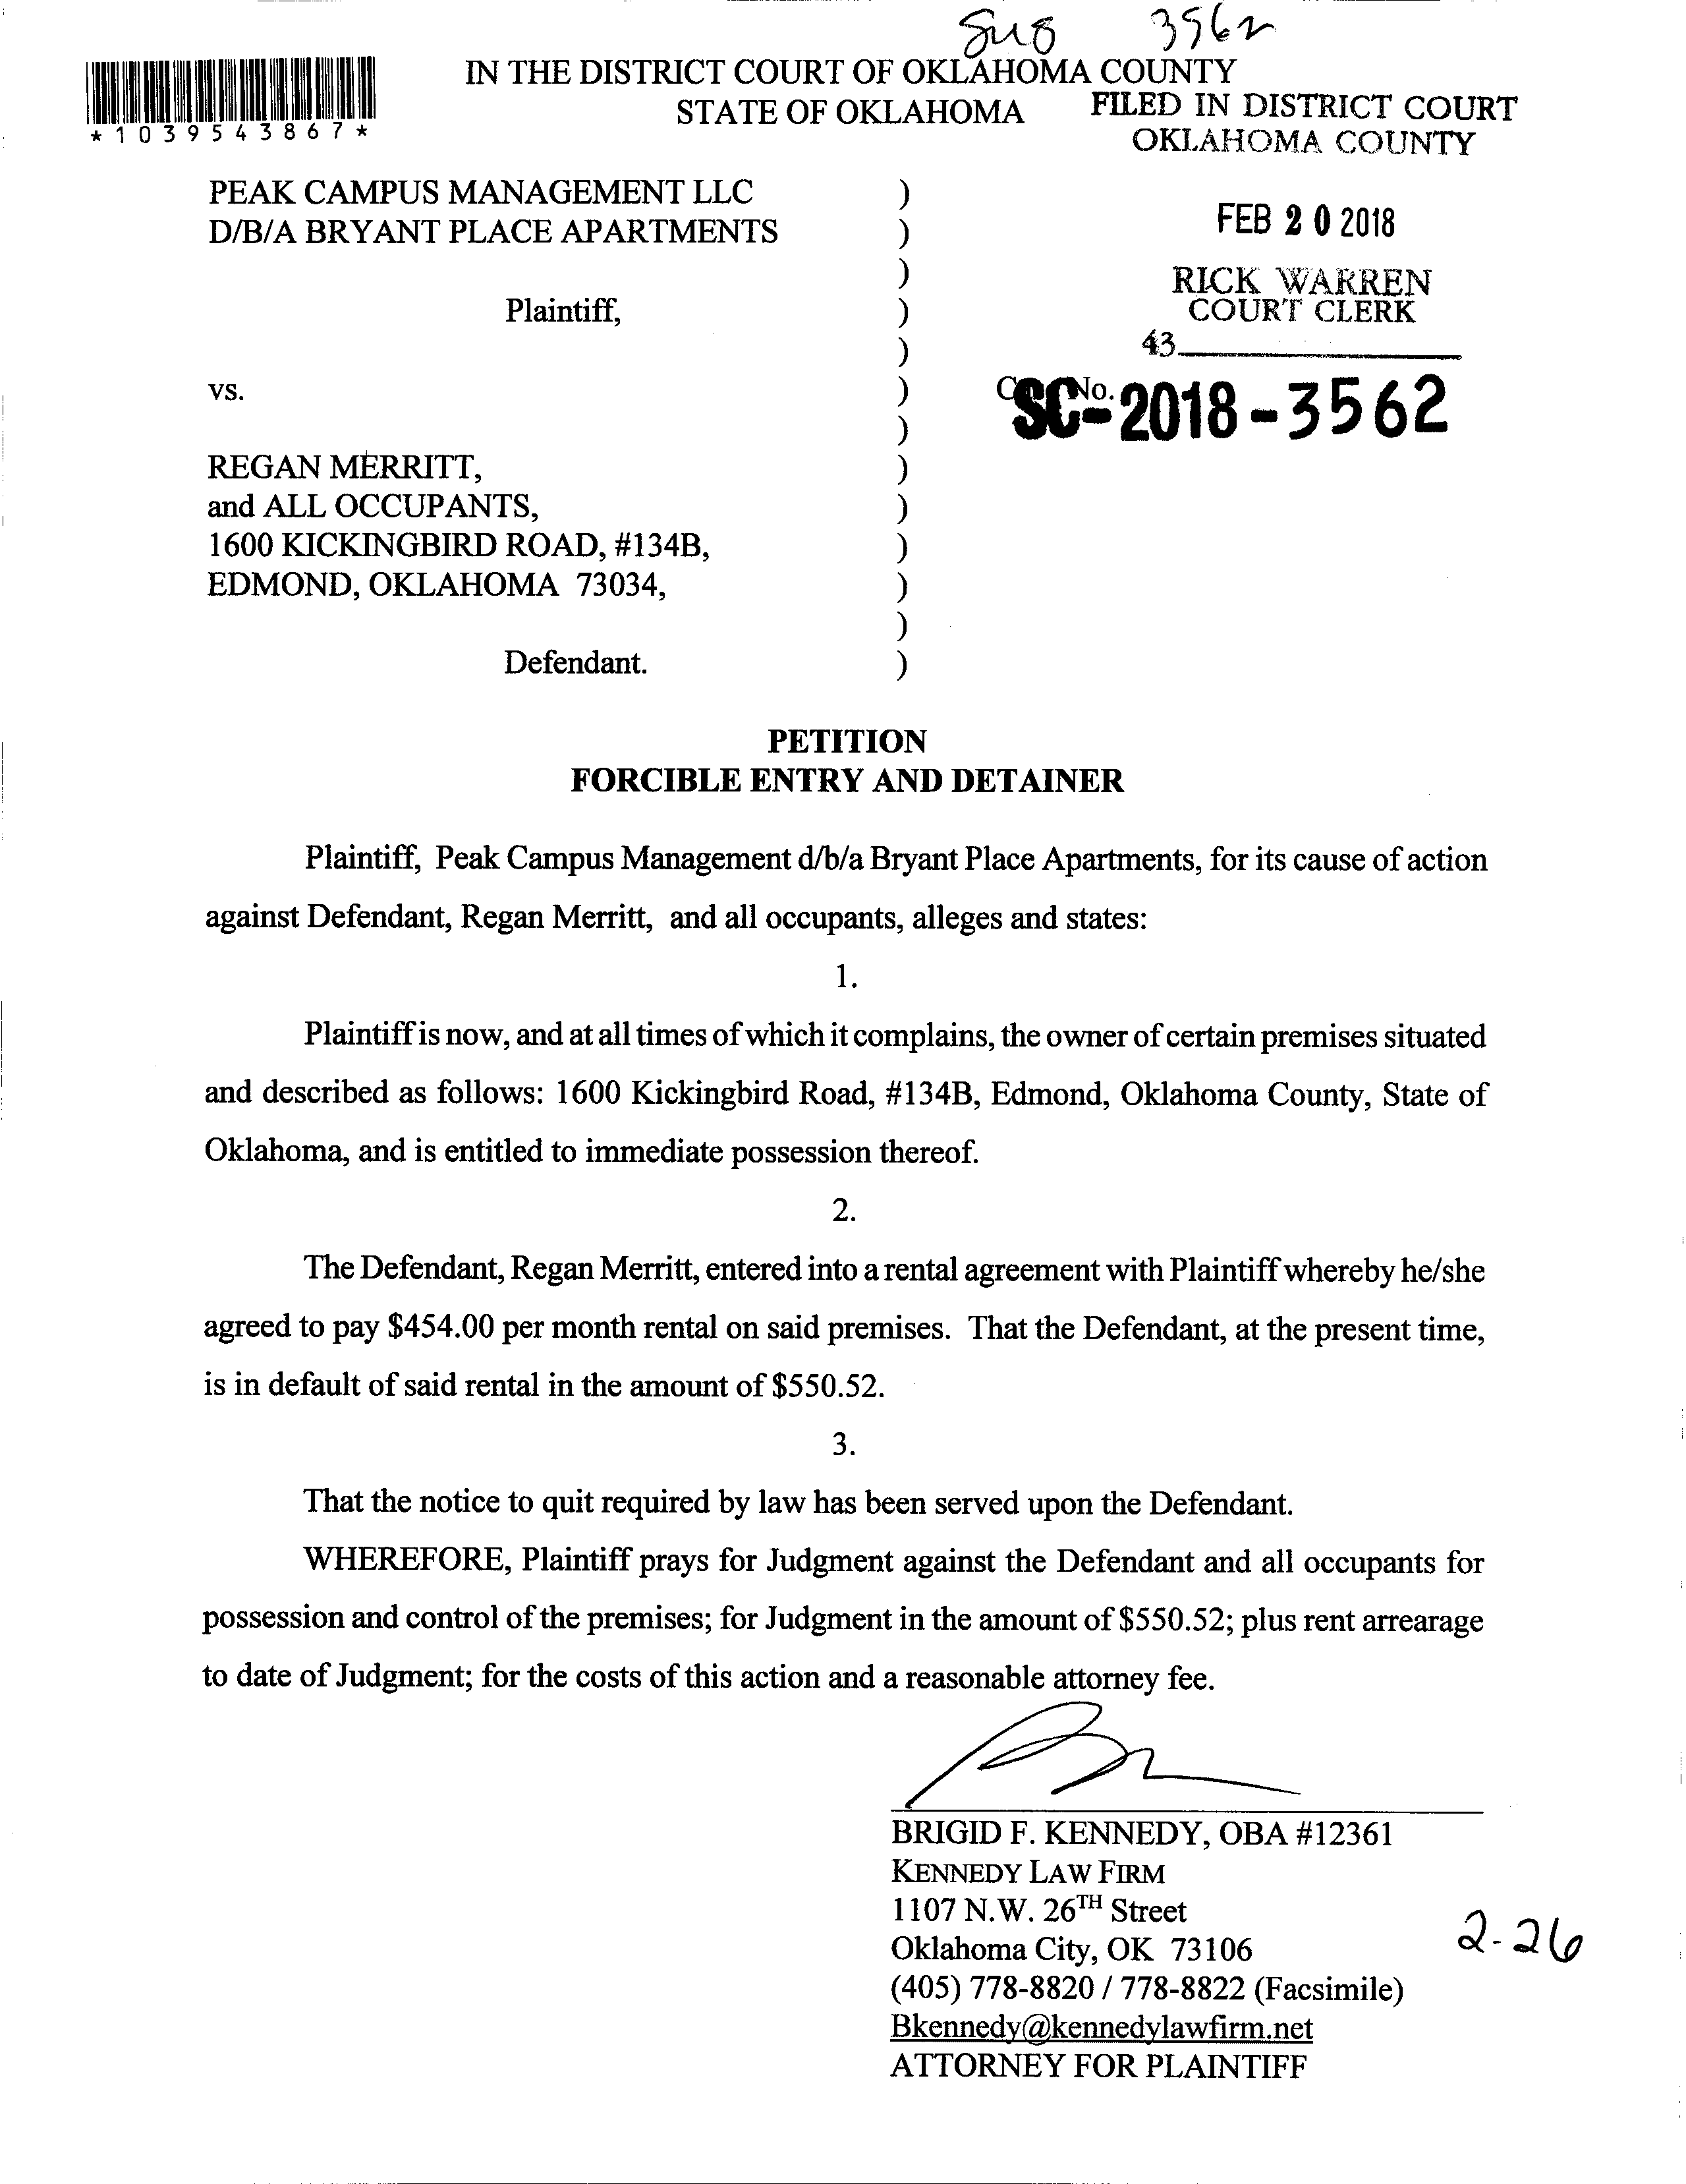 3562
IN THE DISTRICT COURT OF OKLAHOMA COUNTY
STATE OF OKLAHOMA
FILED IN DISTRICT COURT
OKLAHOMA COUNTY
*1039543867*
PEAK CAMPUS MANAGEMENT LLC )
D/B/A BRYANT PLACE APARTMENTS )
FEB 20 2018
)
Plaintiff, )
RICK WARREN
COURT CLERK
)
43
vs. )
Case No.
SC-2018-3562
)
REGAN MERRITT, )
and ALL OCCUPANTS, )
1600 KICKINGBIRD ROAD, #134B, )
EDMOND, OKLAHOMA 73034, )
)
Defendant. )
PETITION
FORCIBLE ENTRY AND DETAINER
Plaintiff, Peak Campus Management d/b/a Bryant Place Apartments, for its cause of action
against Defendant, Regan Merritt, and all occupants, alleges and states:
1.
Plaintiff is now, and at all times of which it complains, the owner of certain premises situated
and described as follows: 1600 Kickingbird Road, #134B, Edmond, Oklahoma County, State of
Oklahoma, and is entitled to immediate possession thereof.
2.
The Defendant, Regan Merritt, entered into a rental agreement with Plaintiff whereby he/she
agreed to pay $454.00 per month rental on said premises. That the Defendant, at the present time,
is in default of said rental in the amount of $550.52.
3.
That the notice to quit required by law has been served upon the Defendant.
WHEREFORE, Plaintiff prays for Judgment against the Defendant and all occupants for
possession and control of the premises; for Judgment in the amount of $550.52; plus rent arrearage
to date of Judgment; for the costs of this action and a reasonable attorney fee.
BRIGID F. KENNEDY, OBA #12361
KENNEDY LAW FIRM
1107 N.W. 26TH Street
Oklahoma City, OK 73106
(405) 778-8820 / 778-8822 (Facsimile)
Bkennedy@kennedylawfirm.net
ATTORNEY FOR PLAINTIFF
2-26